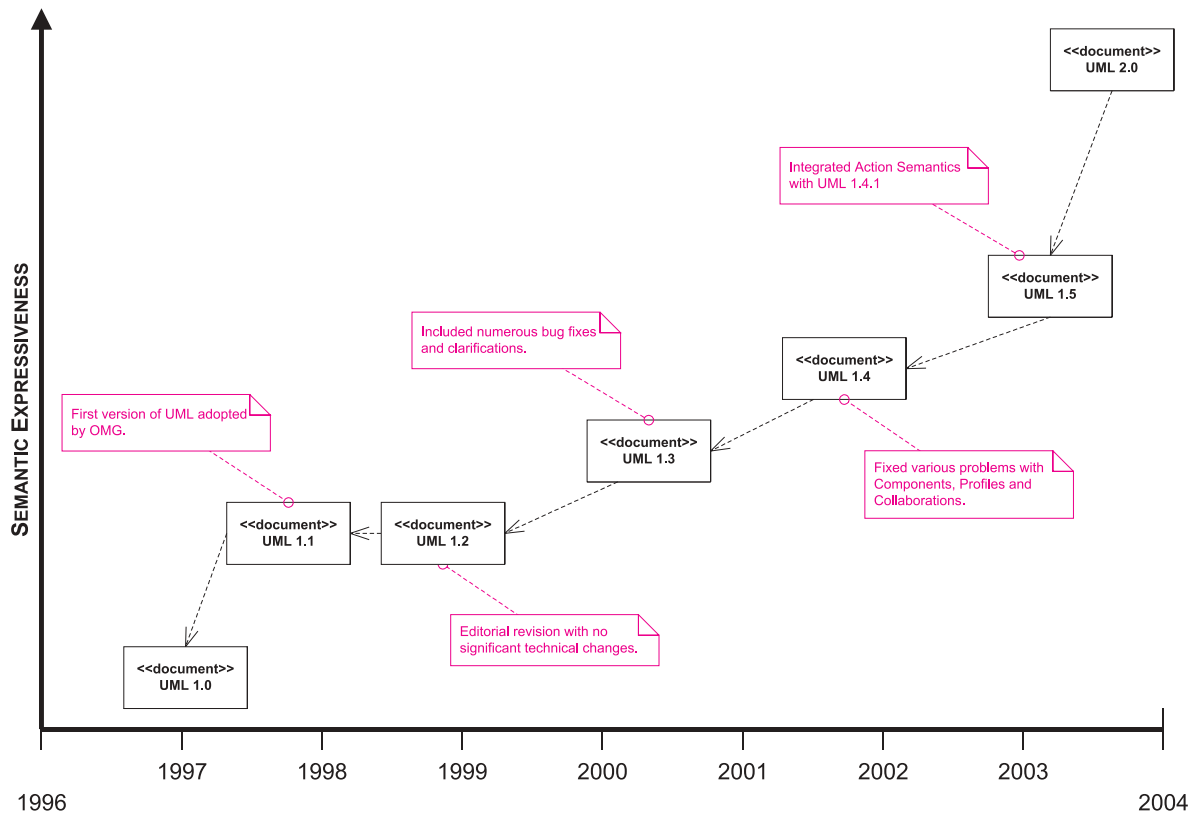 <<document>>
UML 2.0
Integrated Action Semantics
with UML 1.4.1
<<document>>
UML 1.5
SEMANTIC EXPRESSIVENESS
Included numerous bug fixes
and clarifications.
<<document>>
UML 1.4
First version of UML adopted
by OMG.
<<document>>
UML 1.3
Fixed various problems with
Components, Profiles and
Collaborations.
<<document>>
UML 1.1
<<document>>
UML 1.2
Editorial revision with no
significant technical changes.
<<document>>
UML 1.0
1997
1998
1999
2000
2001
2002
2003
1996
2004